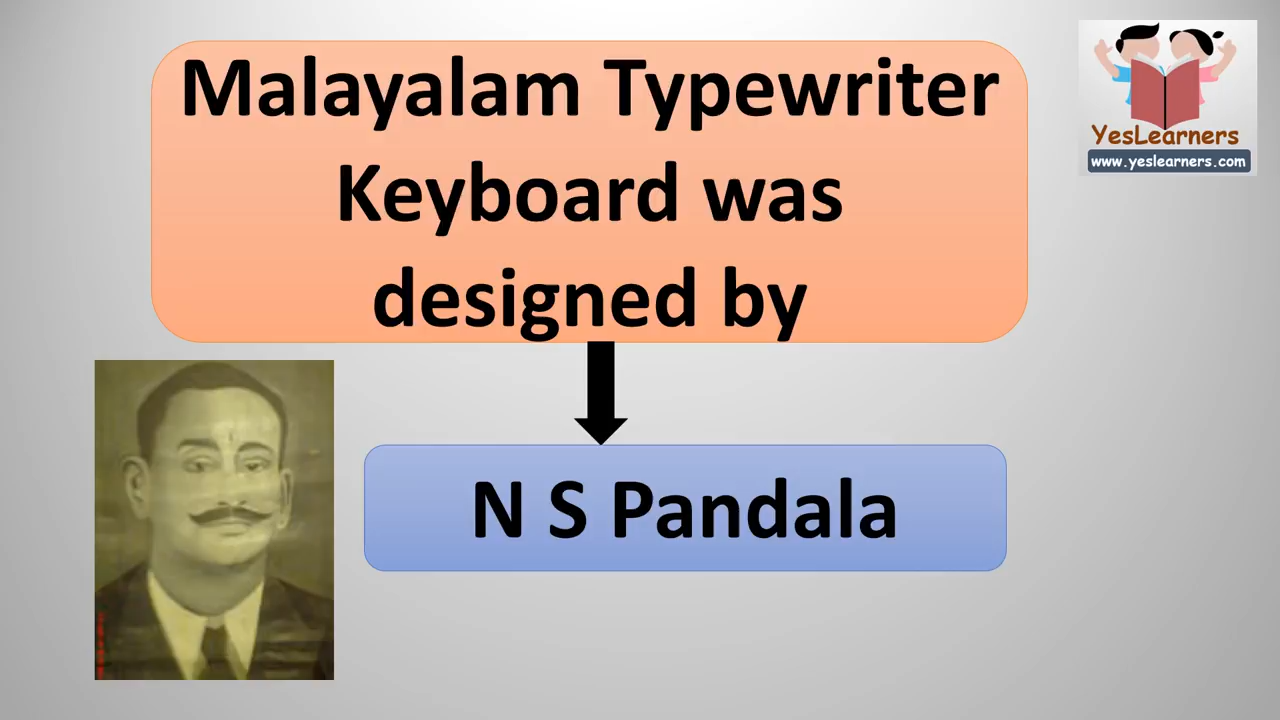 Malayalam Typewriter
Keyboard was
designed by
YesLearners
www.yeslearners.com
N S Pandala